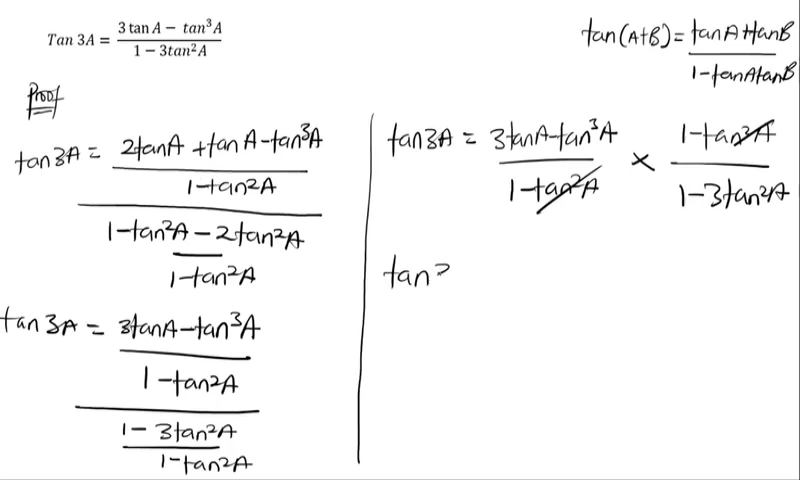 Tan 3A = (3 tan A − tan³A)/(1 − 3tan²A)
tan(A+B) = (tanA+tanB)/(1-tanAtanB)
Proof
tan3A = ((2tanA + tanA - tan³A)/(1-tan²A))/((1-tan²A - 2tan²A)/(1-tan²A))
tan3A = ((3tanA-tan³A)/(1-tan²A))/((1-3tan²A)/(1-tan²A))
tan3A = (3tanA-tan³A)/(1-tan²A) × (1-tan²A)/(1-3tan²A)
tan